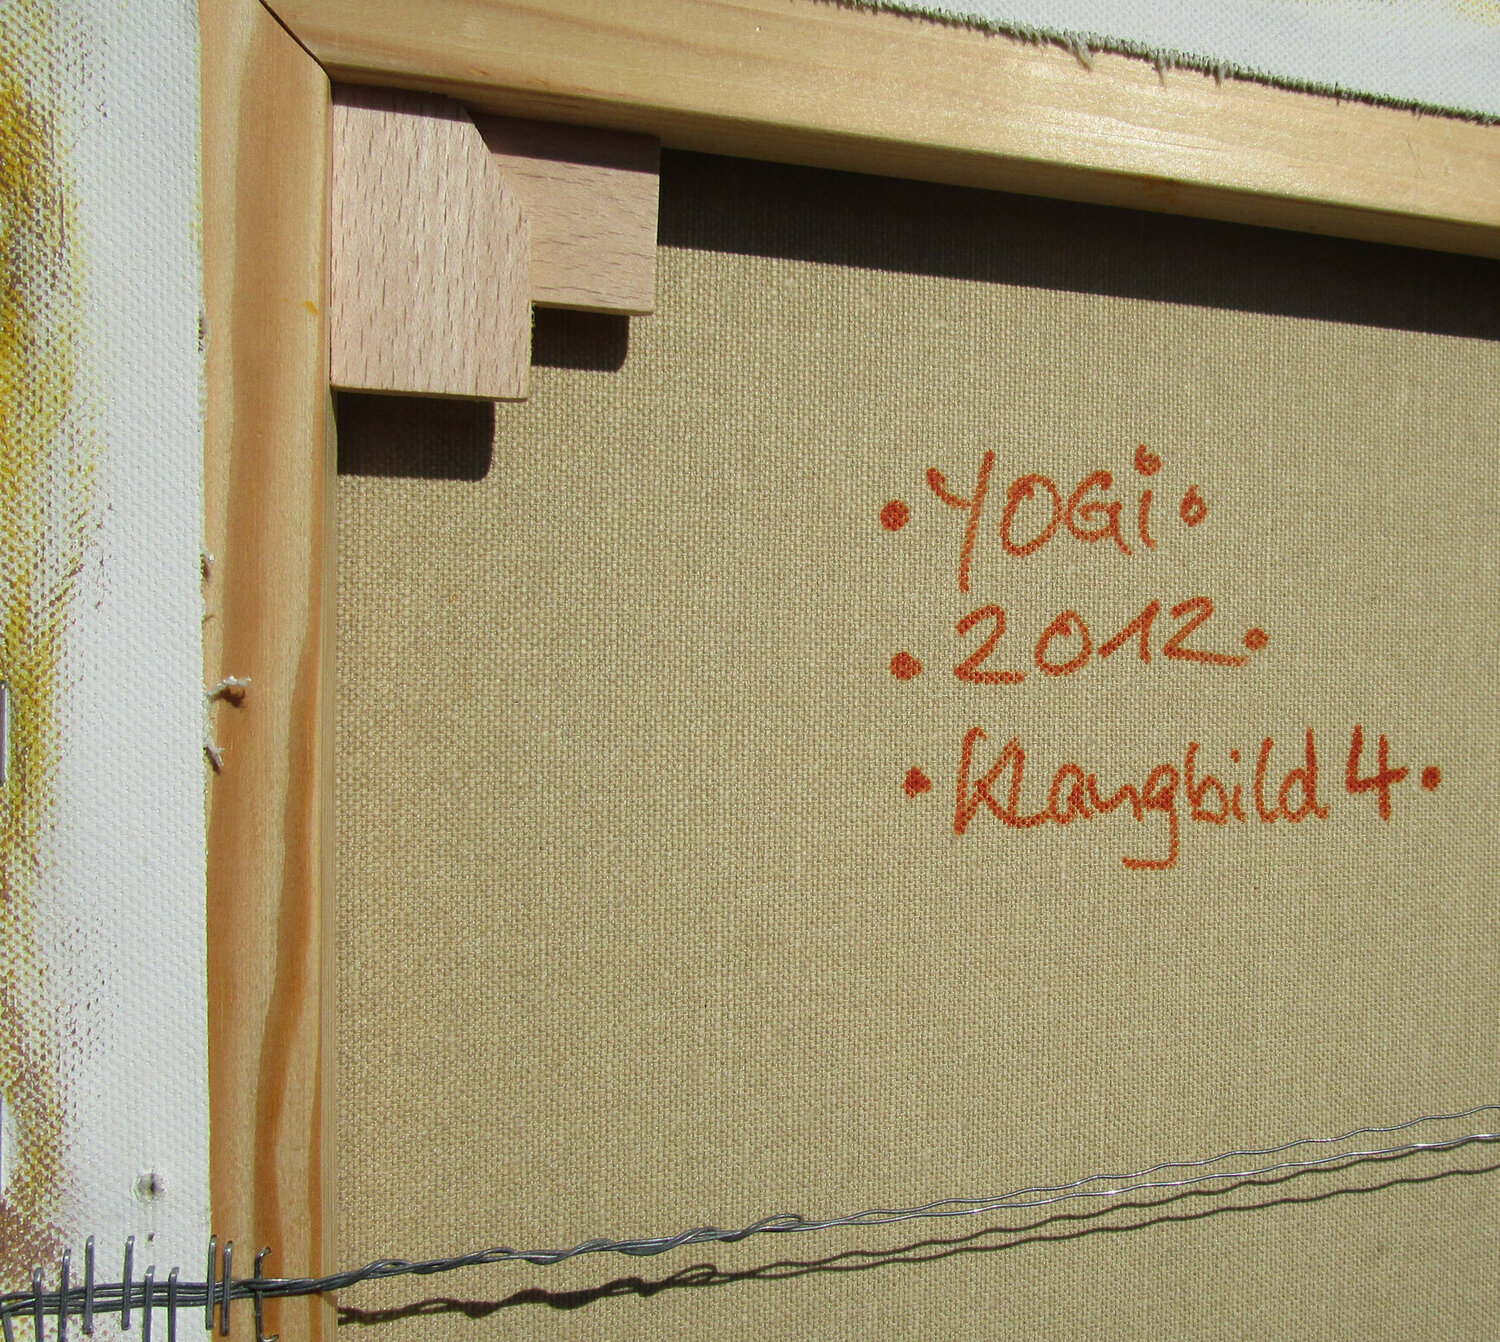 • YOGi •
• 2012 •
• Klangbild 4 •